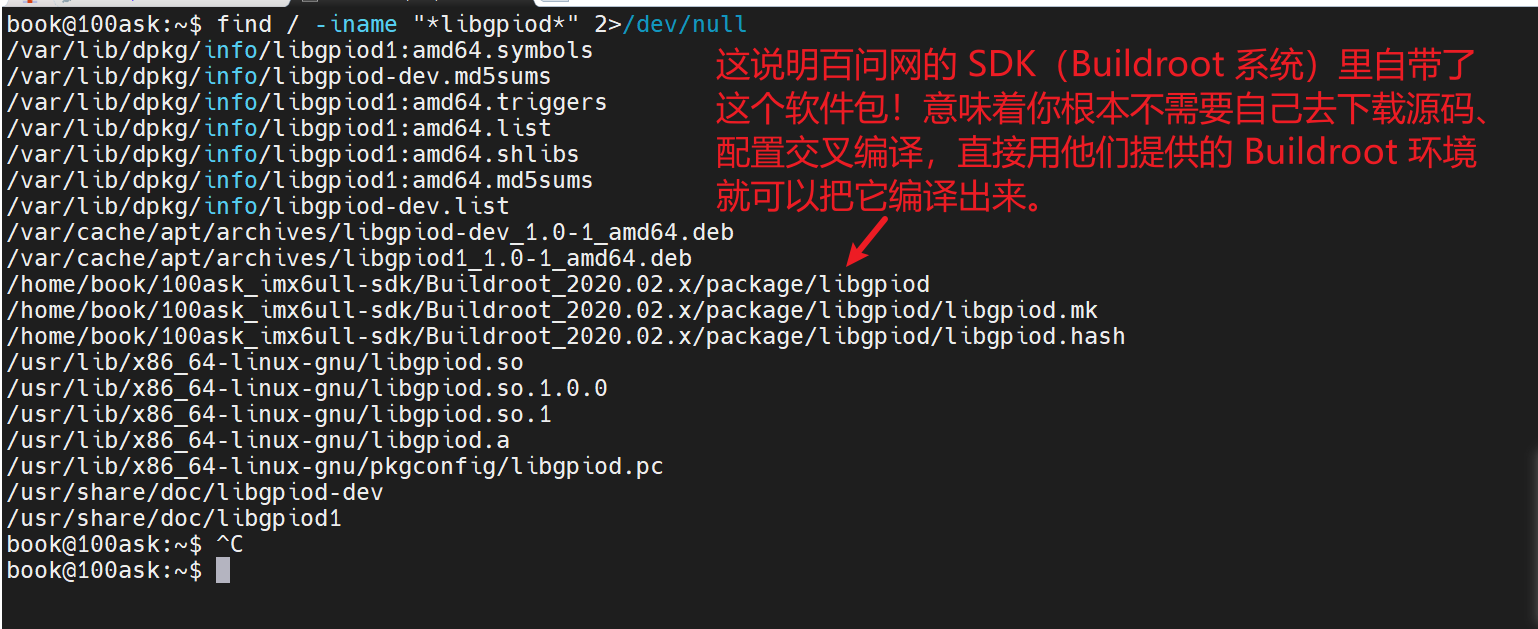 book@100ask:~$ find / -iname "*libgpiod*" 2>/dev/null
/var/lib/dpkg/info/libgpiod1:amd64.symbols
/var/lib/dpkg/info/libgpiod-dev.md5sums
/var/lib/dpkg/info/libgpiod1:amd64.triggers
/var/lib/dpkg/info/libgpiod1:amd64.list
/var/lib/dpkg/info/libgpiod1:amd64.shlibs
/var/lib/dpkg/info/libgpiod1:amd64.md5sums
/var/lib/dpkg/info/libgpiod-dev.list
这说明百问网的 SDK（Buildroot 系统）里自带了
这个软件包！意味着你根本不需要自己去下载源码、
配置交叉编译，直接用他们提供的 Buildroot 环境
就可以把它编译出来。
/var/cache/apt/archives/libgpiod-dev_1.0-1_amd64.deb
/var/cache/apt/archives/libgpiod1_1.0-1_amd64.deb
/home/book/100ask_imx6ull-sdk/Buildroot_2020.02.x/package/libgpiod
/home/book/100ask_imx6ull-sdk/Buildroot_2020.02.x/package/libgpiod/libgpiod.mk
/home/book/100ask_imx6ull-sdk/Buildroot_2020.02.x/package/libgpiod/libgpiod.hash
/usr/lib/x86_64-linux-gnu/libgpiod.so
/usr/lib/x86_64-linux-gnu/libgpiod.so.1.0.0
/usr/lib/x86_64-linux-gnu/libgpiod.so.1
/usr/lib/x86_64-linux-gnu/libgpiod.a
/usr/lib/x86_64-linux-gnu/pkgconfig/libgpiod.pc
/usr/share/doc/libgpiod-dev
/usr/share/doc/libgpiod1
book@100ask:~$ ^C
book@100ask:~$